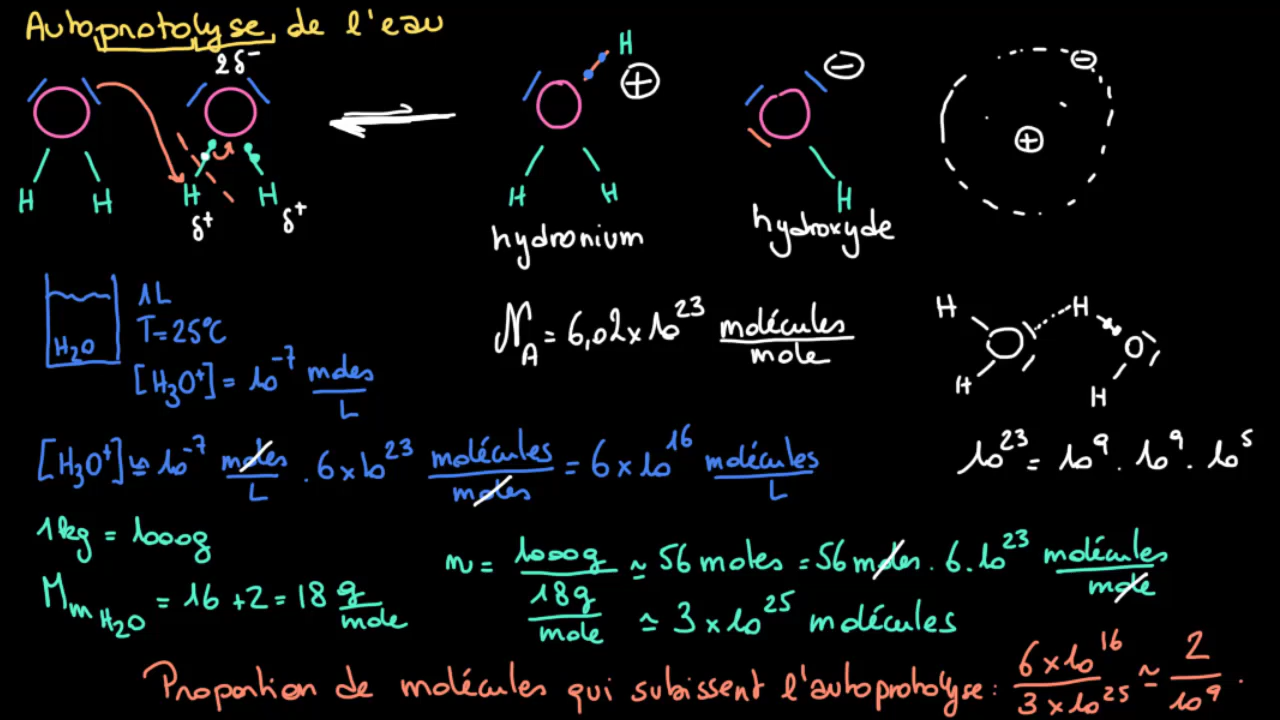 Autoprotolyse de l'eau
2δ⁻
H
⊕
⊖
⊖
⊕
H H H H
δ⁺ δ⁺
H H
H
hydronium
hydroxyde
H₂O
1L
T=25°C
[H₃O⁺] = 10⁻⁷ moles/L
𝒩_A = 6,02 × 10²³ molécules/mole
H H
O O
H H
[H₃O⁺] ≃ 10⁻⁷ moles/L . 6 × 10²³ molécules/moles = 6 × 10¹⁶ molécules/L
10²³ = 10⁹ . 10⁹ . 10⁵
1kg = 1000g
M_m H₂O = 16 + 2 = 18 g/mole
n = 1000g / 18g/mole ≃ 56 moles = 56 moles . 6 . 10²³ molécules/mole
≃ 3 × 10²⁵ molécules
Proportion de molécules qui subissent l'autoprotolyse : 6 × 10¹⁶ / 3 × 10²⁵ ≃ 2 / 10⁹ .